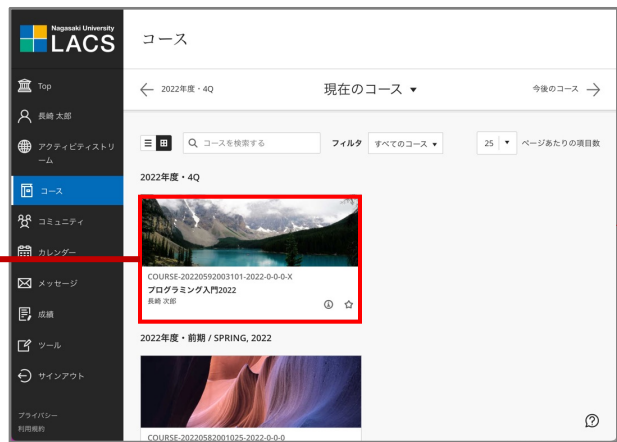 Nagasaki University
LACS
コース
Top
長崎 太郎
アクティビティストリ
ーム
コース
コミュニティ
カレンダー
メッセージ
成績
ツール
サインアウト
プライバシー
利用規約
2022年度・4Q
現在のコース
今後のコース
コースを検索する
フィルタ
すべてのコース
25
ページあたりの項目数
2022年度・4Q
COURSE-20220592003101-2022-0-0-0-X
プログラミング入門2022
長崎 次郎
2022年度・前期 / SPRING, 2022
COURSE-20220582001025-2022-0-0-0